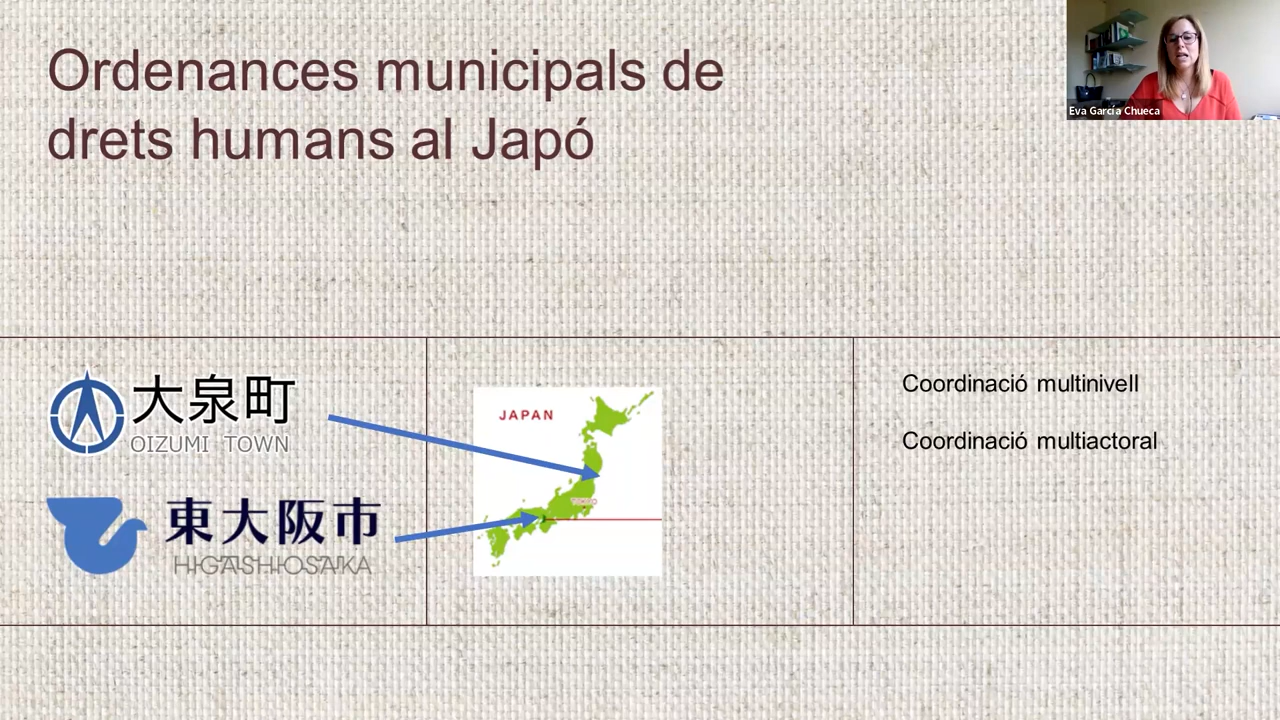 Ordenances municipals de
drets humans al Japó
Eva García Chueca
大泉町
OIZUMI TOWN
東大阪市
HIGASHIOSAKA
JAPAN
TOKYO
Coordinació multinivell
Coordinació multiactoral